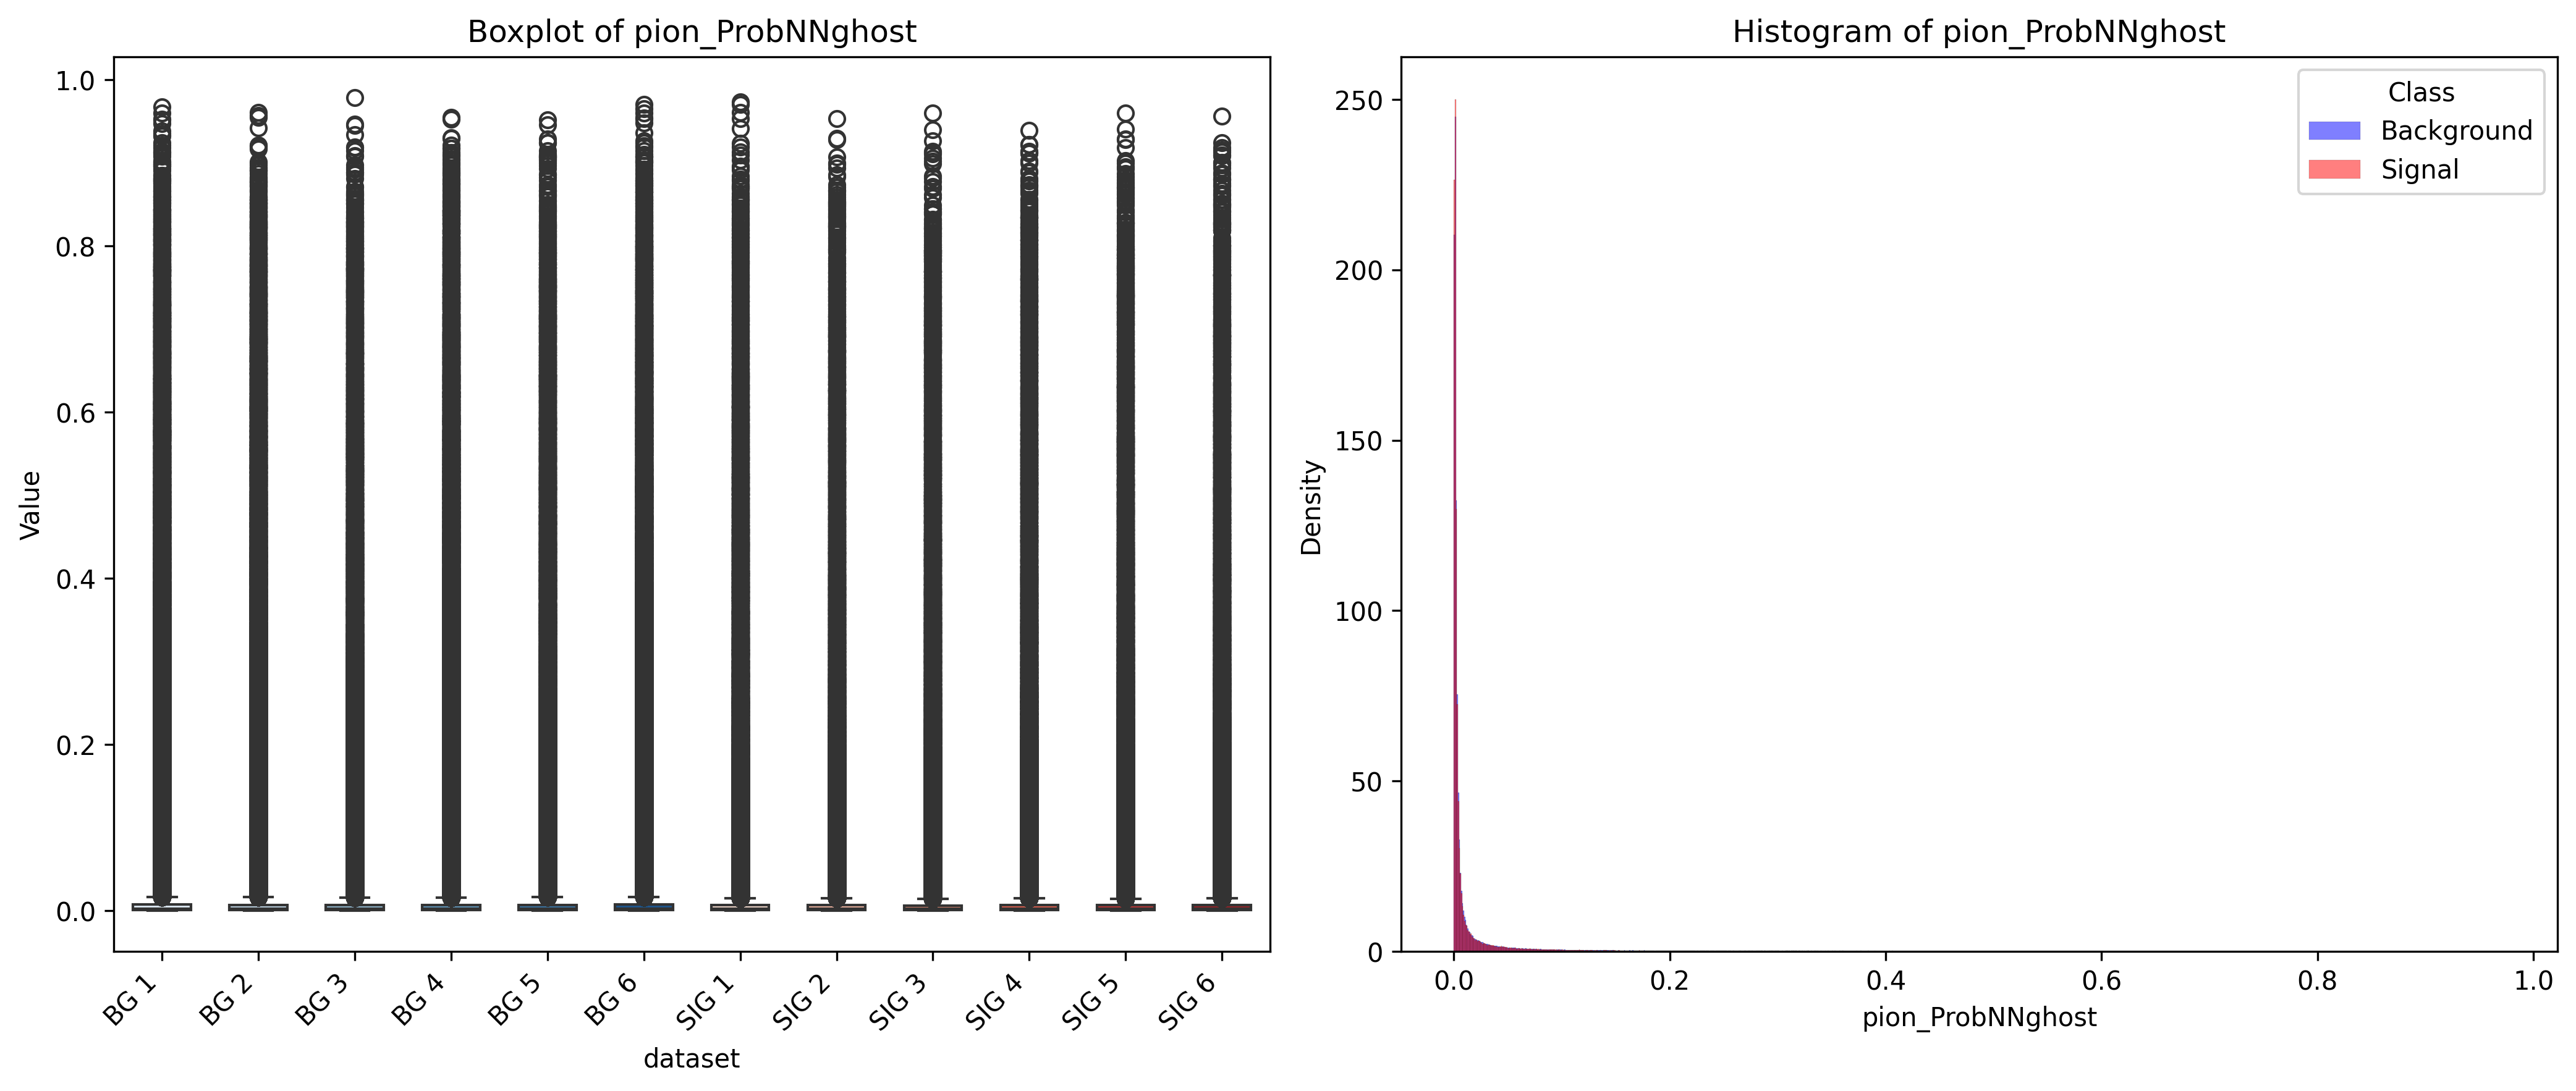 Boxplot of pion_ProbNNghost
Value
1.0
0.8
0.6
0.4
0.2
0.0
BG 1
BG 2
BG 3
BG 4
BG 5
BG 6
SIG 1
SIG 2
SIG 3
SIG 4
SIG 5
SIG 6
dataset
Histogram of pion_ProbNNghost
Density
250
200
150
100
50
0
Class
Background
Signal
0.0
0.2
0.4
0.6
0.8
1.0
pion_ProbNNghost